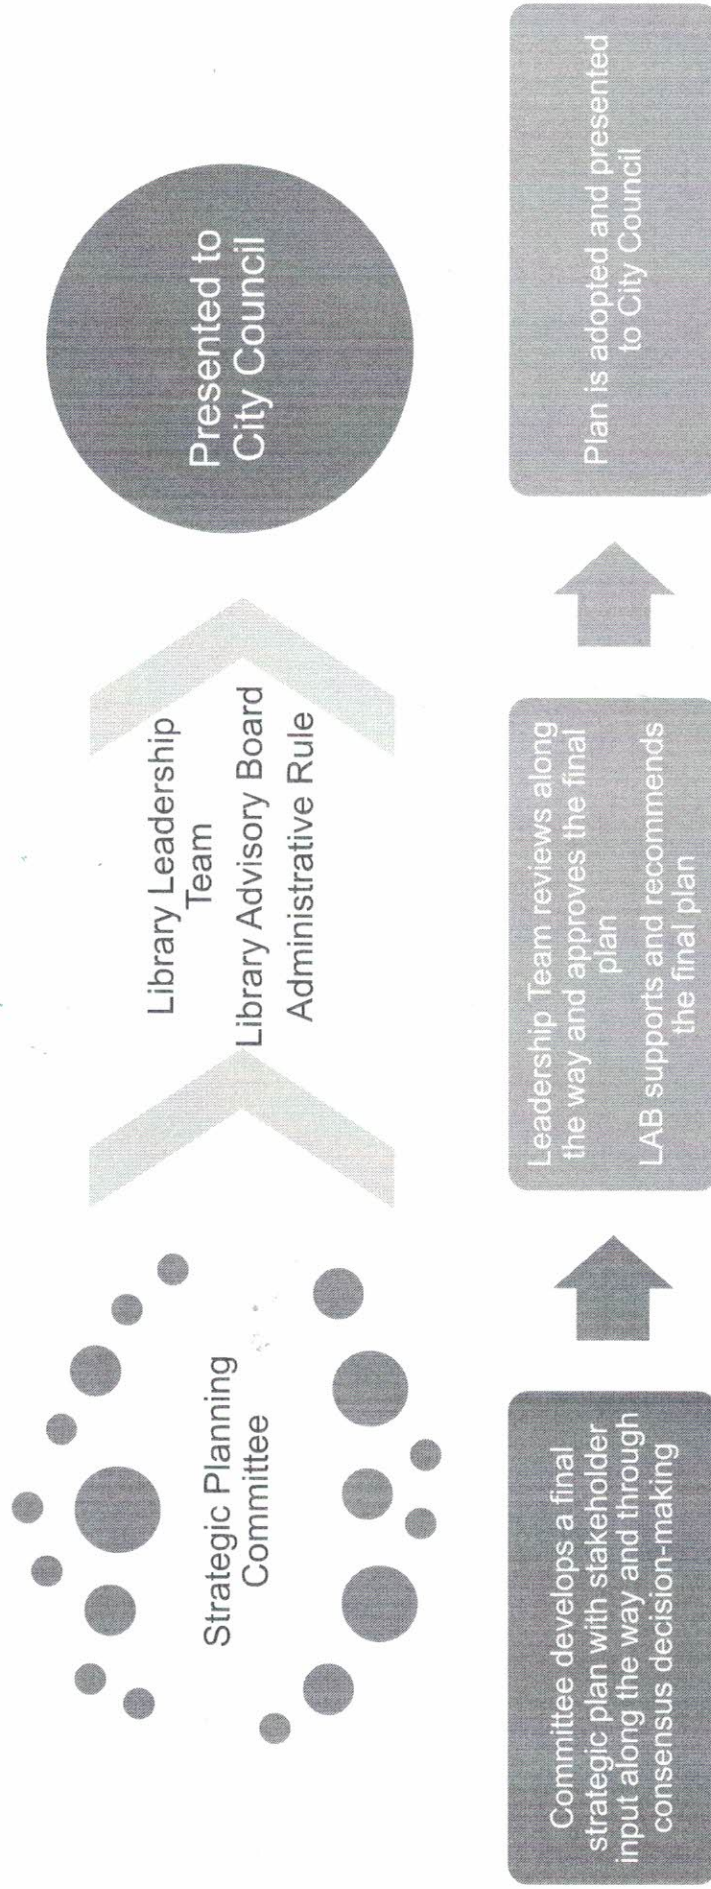 Strategic Planning
Committee
Library Leadership
Team
Library Advisory Board
Administrative Rule
Presented to
City Council
Committee develops a final
strategic plan with stakeholder
input along the way and through
consensus decision-making
Leadership Team reviews along
the way and approves the final
plan
LAB supports and recommends
the final plan
Plan is adopted and presented
to City Council